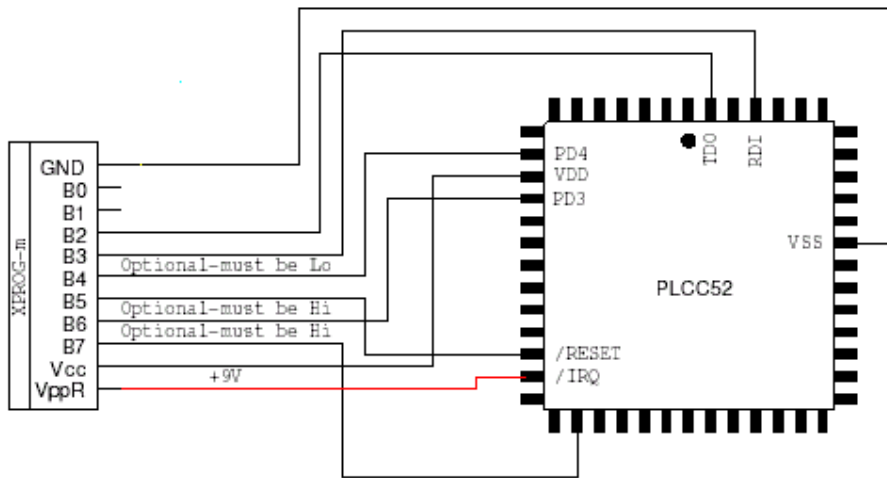 XPROG-m
GND
B0
B1
B2
B3
Optional-must be Lo
B4
B5
Optional-must be Hi
B6
Optional-must be Hi
B7
Vcc
+9V
VppR
TDO
RDI
PD4
VDD
PD3
VSS
PLCC52
/RESET
/IRQ